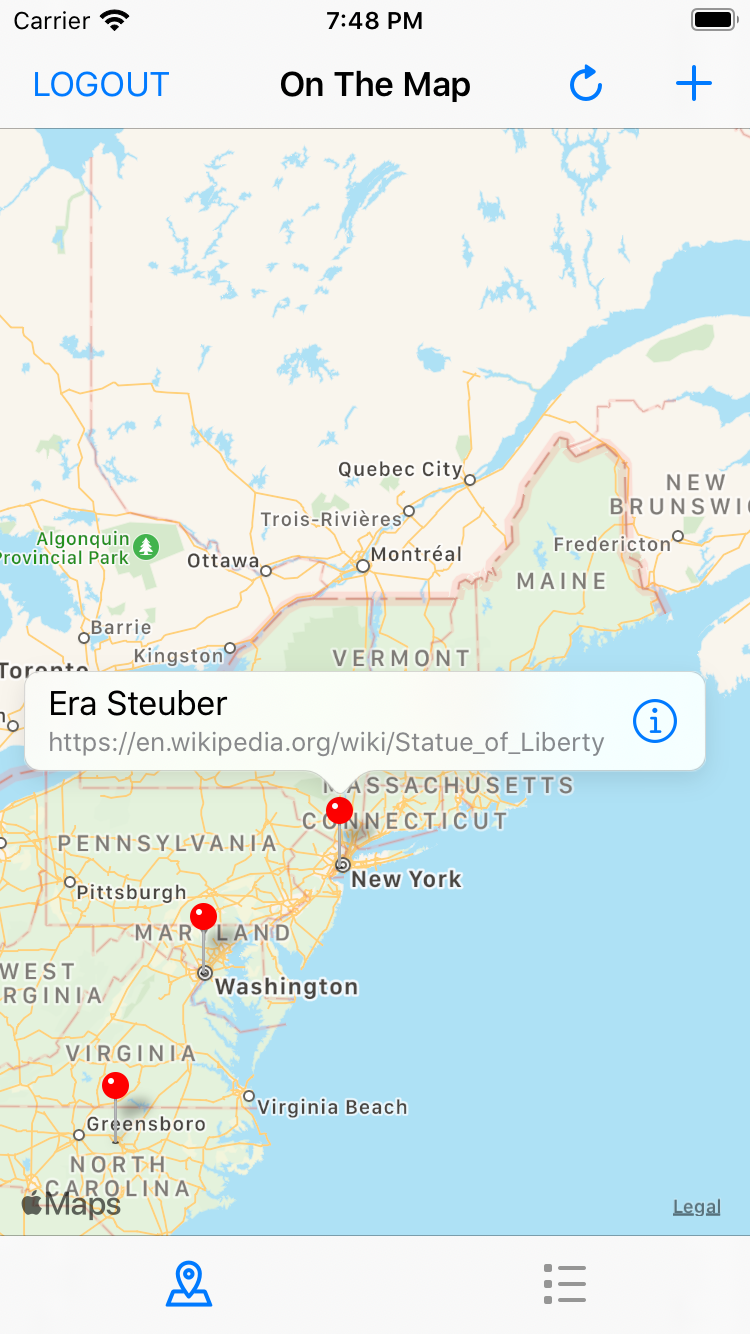 Carrier 7:48 PM
LOGOUT On The Map
Quebec City
NEW
Trois-Rivières
Algonquin
Provincial Park
Ottawa
Montréal
Fredericton
MAINE
Barrie
Kingston
VERMONT
Toronto
Era Steuber
https://en.wikipedia.org/wiki/Statue_of_Liberty
MASSACHUSETTS
CONNECTICUT
PENNSYLVANIA
New York
Pittsburgh
MARYLAND
WEST
Washington
VIRGINIA
Virginia Beach
Greensboro
NORTH
CAROLINA
Maps
Legal